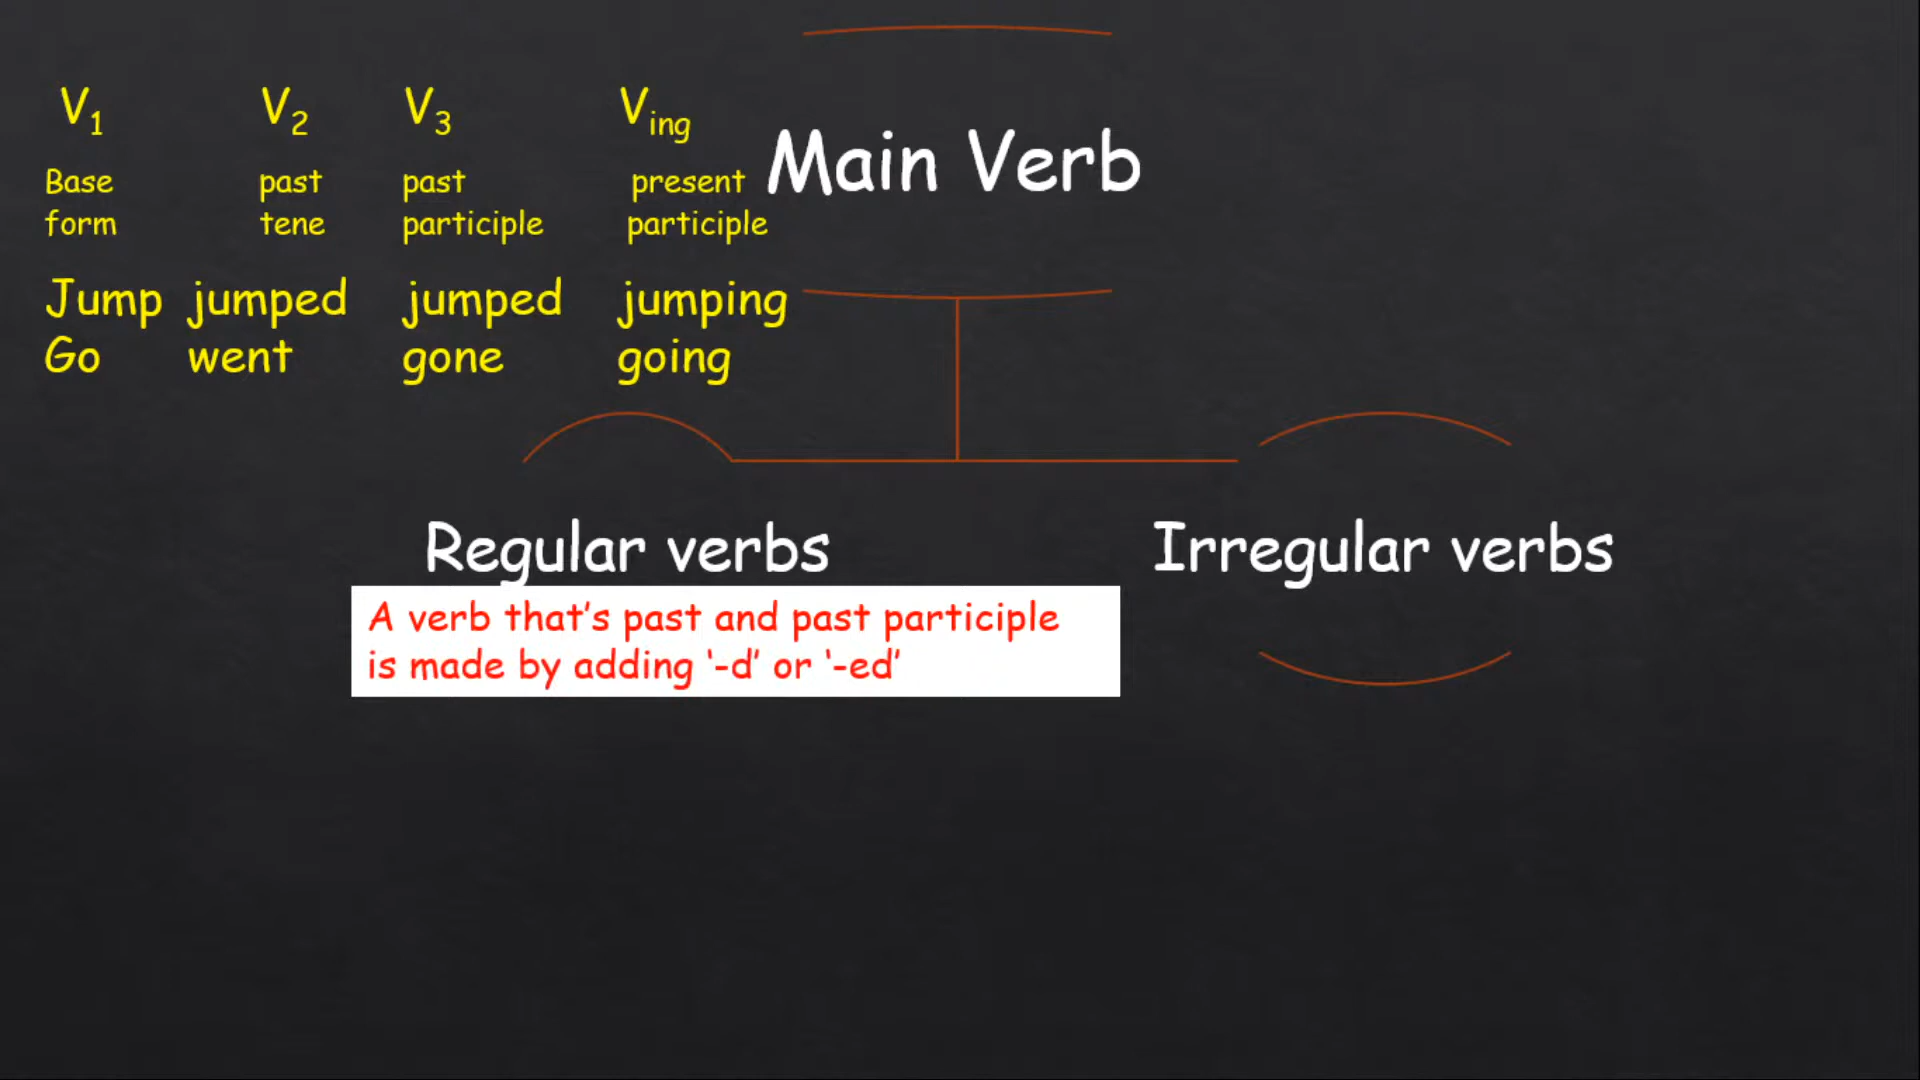 V1 V2 V3 Ving
Base past past present
form tene participle participle
Jump jumped jumped jumping
Go went gone going
Main Verb
Regular verbs
Irregular verbs
A verb that’s past and past participle
is made by adding ‘-d’ or ‘-ed’